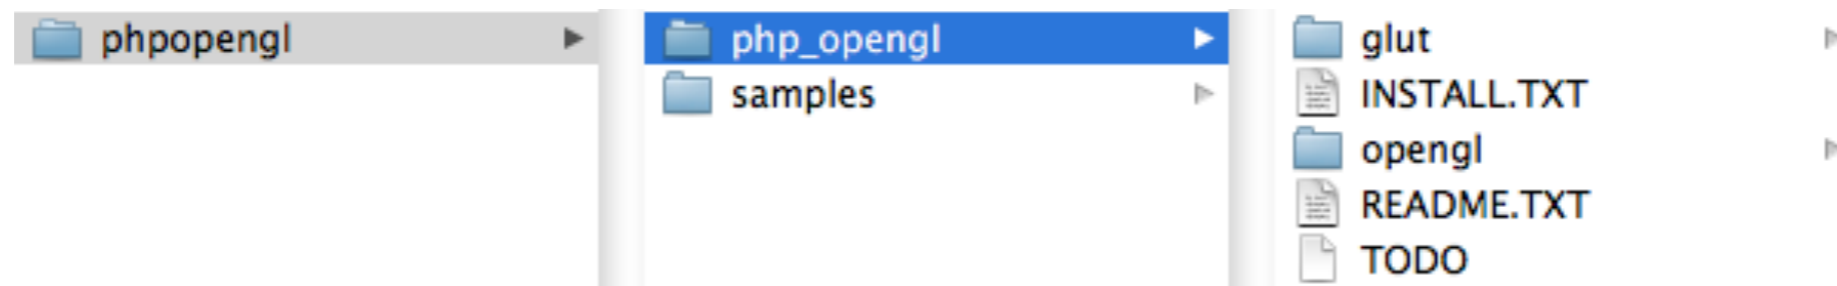 phpopengl
php_opengl
samples
glut
INSTALL.TXT
opengl
README.TXT
TODO